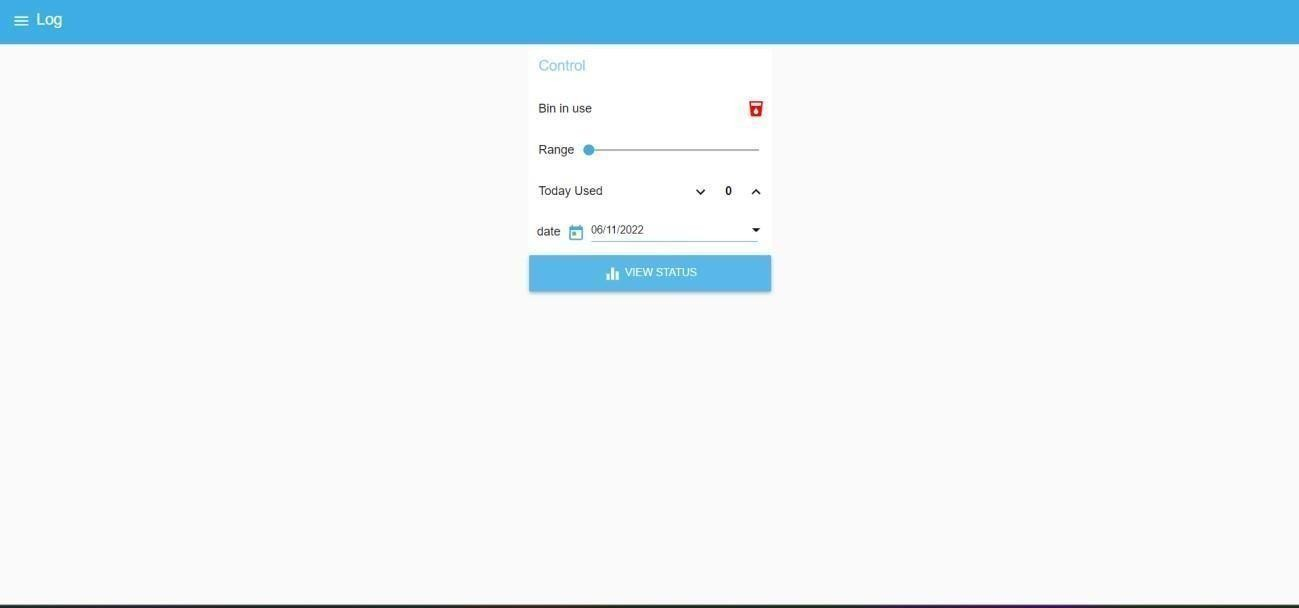 Log
Control
Bin in use
Range
Today Used 0
date 06/11/2022
VIEW STATUS